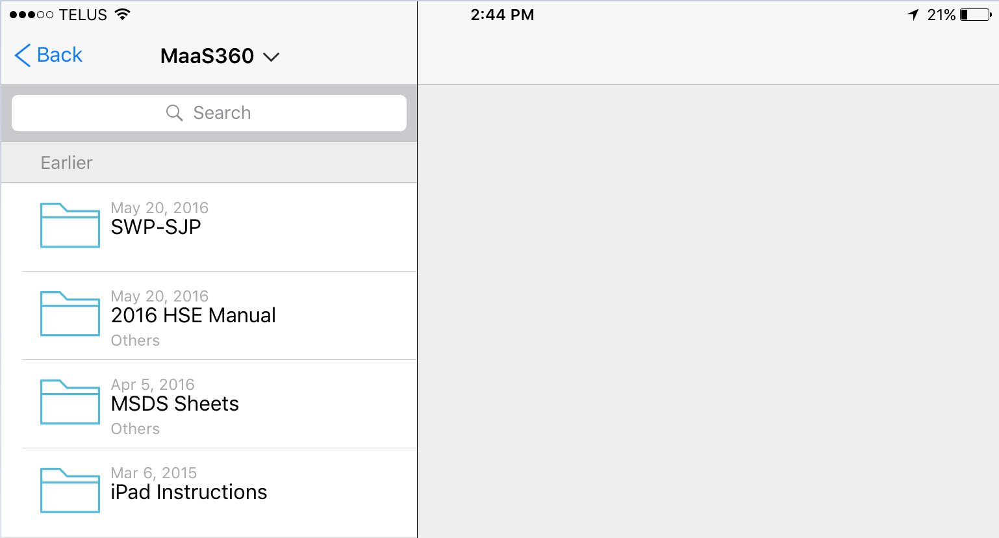 TELUS
2:44 PM
21%
Back
MaaS360
Search
Earlier
May 20, 2016
SWP-SJP
May 20, 2016
2016 HSE Manual
Others
Apr 5, 2016
MSDS Sheets
Others
Mar 6, 2015
iPad Instructions